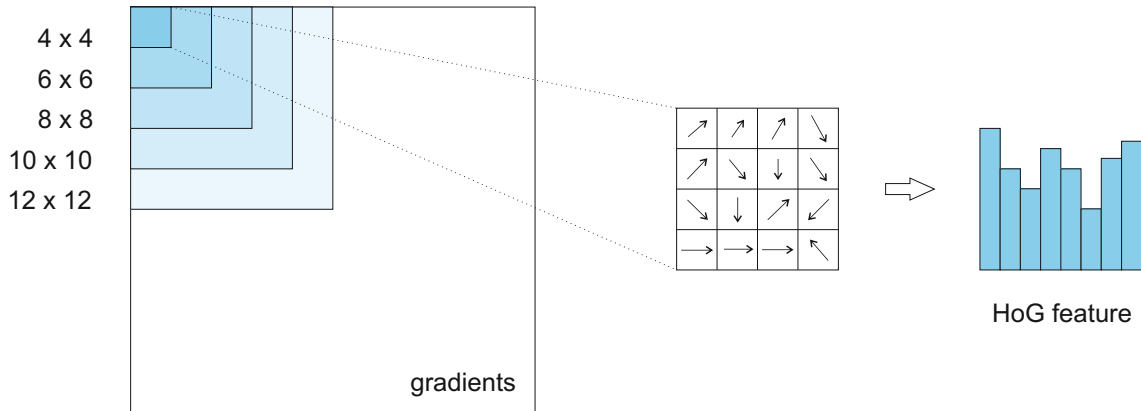 4 x 4
6 x 6
8 x 8
10 x 10
12 x 12
gradients
HoG feature